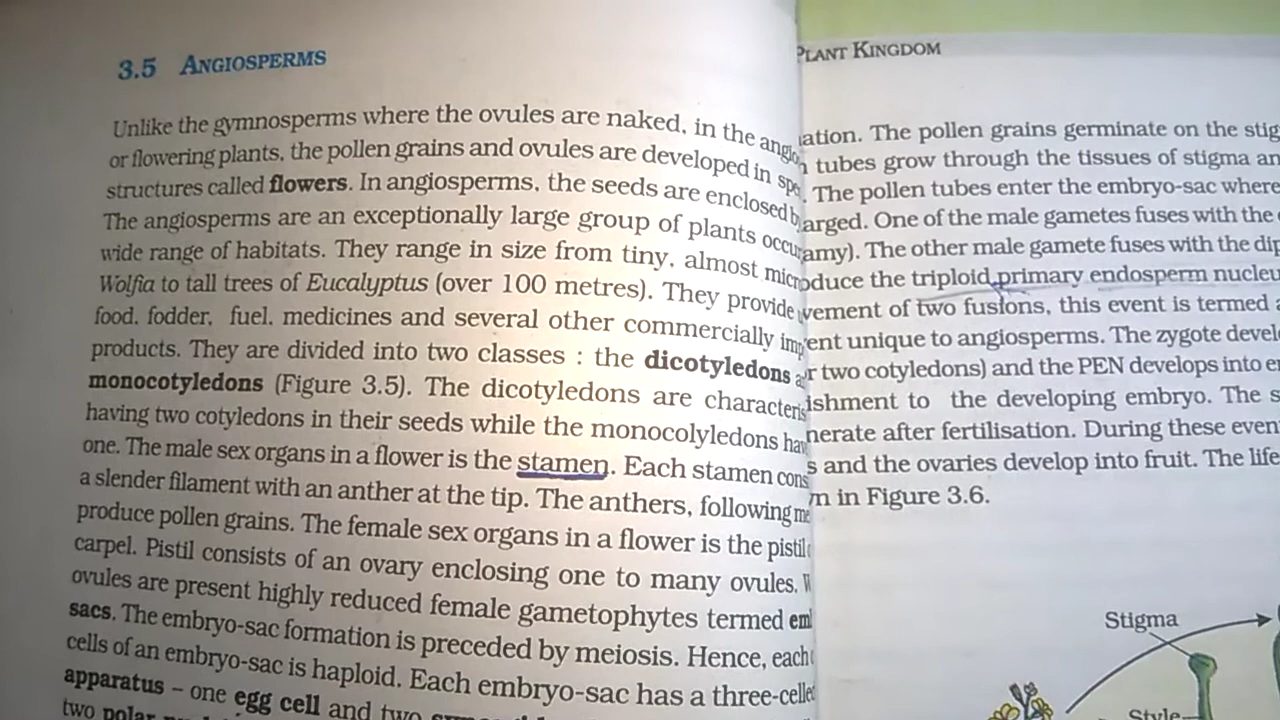 3.5 ANGIOSPERMS
Unlike the gymnosperms where the ovules are naked, in the
or flowering plants, the pollen grains and ovules are developed in
structures called flowers. In angiosperms, the seeds are enclosed
The angiosperms are an exceptionally large group of plants
wide range of habitats. They range in size from tiny, almost
Wolfia to tall trees of Eucalyptus (over 100 metres). They provide
food, fodder, fuel, medicines and several other commercially
products. They are divided into two classes : the dicotyledons
monocotyledons (Figure 3.5). The dicotyledons are
having two cotyledons in their seeds while the monocolyledons
one. The male sex organs in a flower is the stamen. Each stamen
a slender filament with an anther at the tip. The anthers, following
produce pollen grains. The female sex organs in a flower is the pistil
carpel. Pistil consists of an ovary enclosing one to many ovules.
ovules are present highly reduced female gametophytes termed
sacs. The embryo-sac formation is preceded by meiosis. Hence, each
cells of an embryo-sac is haploid. Each embryo-sac has a
apparatus – one egg cell and two
two polar
PLANT KINGDOM
The pollen grains germinate on the
tubes grow through the tissues of stigma
The pollen tubes enter the embryo-sac where
One of the male gametes fuses with the
The other male gamete fuses with the
the triploid primary endosperm
of two fusions, this event is termed
unique to angiosperms. The zygote
two cotyledons) and the PEN develops into
to the developing embryo. The
after fertilisation. During these
and the ovaries develop into fruit. The life
in Figure 3.6.
Stigma
Style